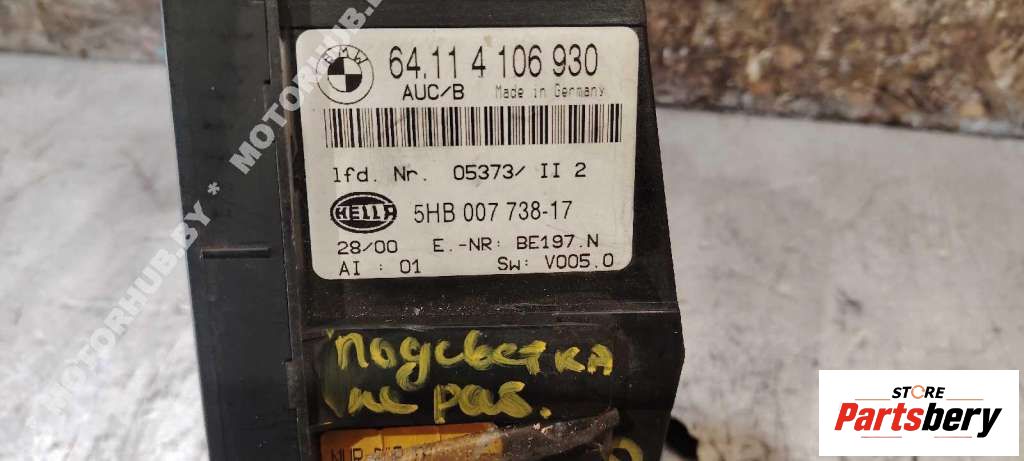 BMW
64.11 4 106 930
AUC/B Made in Germany
lfd. Nr. 05373/ II 2
HELLA 5HB 007 738-17
28/00 E.-NR: BE197.N
AI : 01 SW: V005.0
подсветка
не раб.
MOTORHUB.BY * MOTORHUB.BY
STORE
Partsbery